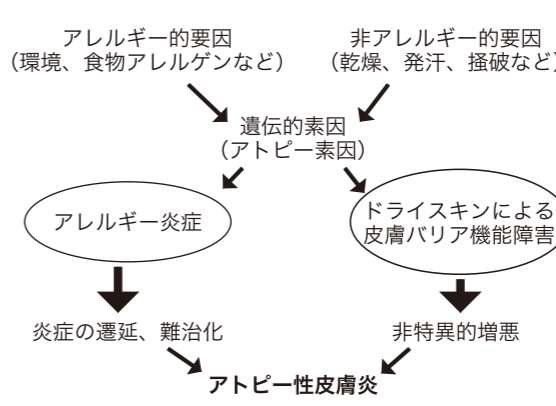 アレルギー的要因
(環境、食物アレルゲンなど)
非アレルギー的要因
(乾燥、発汗、掻破など)
遺伝的素因
(アトピー素因)
アレルギー炎症
ドライスキンによる
皮膚バリア機能障害
炎症の遷延、難治化
非特異的増悪
アトピー性皮膚炎